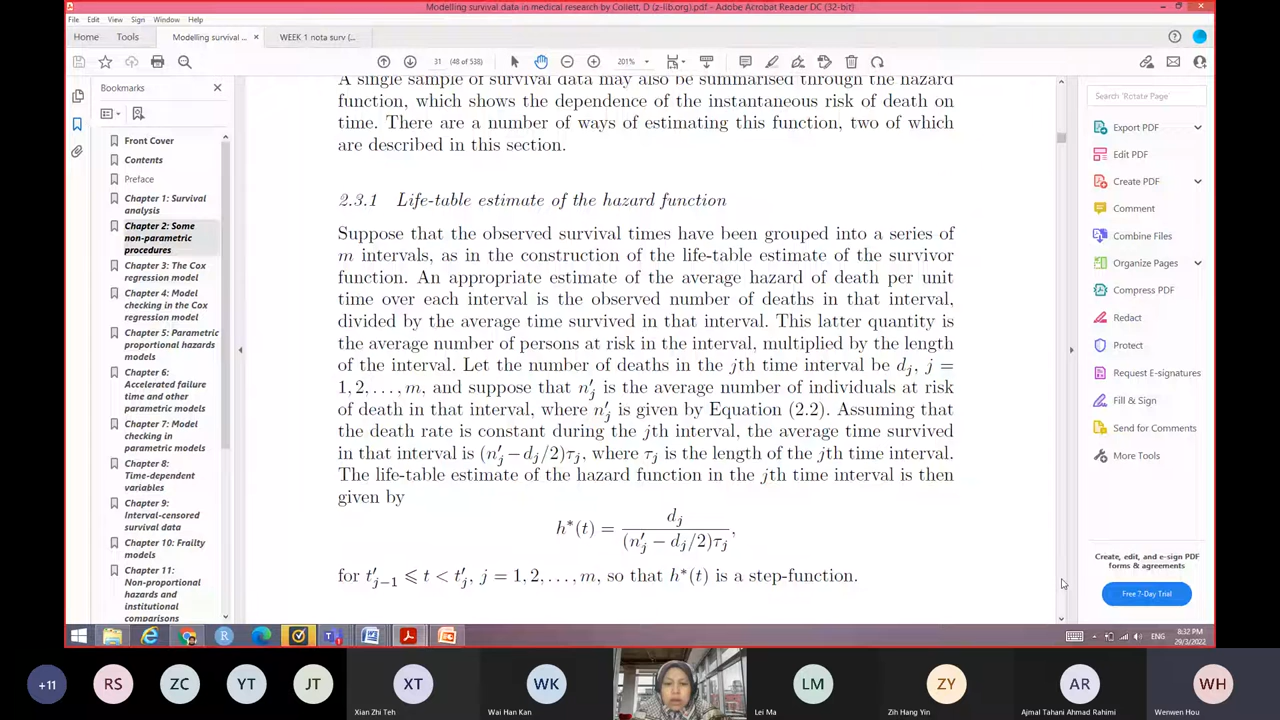 Modelling survival data in medical research by Collett, D (z-lib.org).pdf - Adobe Acrobat Reader DC (32-bit)
File Edit View Sign Window Help
Home Tools Modelling survival ... × WEEK 1 nota surv (...
31 (48 of 538) 201%
Bookmarks
Front Cover
Contents
Preface
Chapter 1: Survival
analysis
Chapter 2: Some
non-parametric
procedures
Chapter 3: The Cox
regression model
Chapter 4: Model
checking in the Cox
regression model
Chapter 5: Parametric
proportional hazards
models
Chapter 6:
Accelerated failure
time and other
parametric models
Chapter 7: Model
checking in
parametric models
Chapter 8:
Time-dependent
variables
Chapter 9:
Interval-censored
survival data
Chapter 10: Frailty
models
Chapter 11:
Non-proportional
hazards and
institutional
comparisons
A single sample of survival data may also be summarised through the hazard
function, which shows the dependence of the instantaneous risk of death on
time. There are a number of ways of estimating this function, two of which
are described in this section.
2.3.1 Life-table estimate of the hazard function
Suppose that the observed survival times have been grouped into a series of
m intervals, as in the construction of the life-table estimate of the survivor
function. An appropriate estimate of the average hazard of death per unit
time over each interval is the observed number of deaths in that interval,
divided by the average time survived in that interval. This latter quantity is
the average number of persons at risk in the interval, multiplied by the length
of the interval. Let the number of deaths in the jth time interval be d_j, j =
1, 2, . . . , m, and suppose that n′_j is the average number of individuals at risk
of death in that interval, where n′_j is given by Equation (2.2). Assuming that
the death rate is constant during the jth interval, the average time survived
in that interval is (n′_j − d_j/2)τ_j, where τ_j is the length of the jth time interval.
The life-table estimate of the hazard function in the jth time interval is then
given by
h*(t) = d_j / (n′_j − d_j/2)τ_j,
for t′_{j−1} ⩽ t < t′_j, j = 1, 2, . . . , m, so that h*(t) is a step-function.
Search 'Rotate Page'
Export PDF
Edit PDF
Create PDF
Comment
Combine Files
Organize Pages
Compress PDF
Redact
Protect
Request E-signatures
Fill & Sign
Send for Comments
More Tools
Create, edit, and e-sign PDF
forms & agreements
Free 7-Day Trial
ENG
8:32 PM
29/3/2022
+11 RS ZC YT JT XT WK LM ZY AR WH
Xian Zhi Teh Wai Han Kan Lei Ma Zih Hang Yin Ajmal Tahani Ahmad Rahimi Wenwen Hou